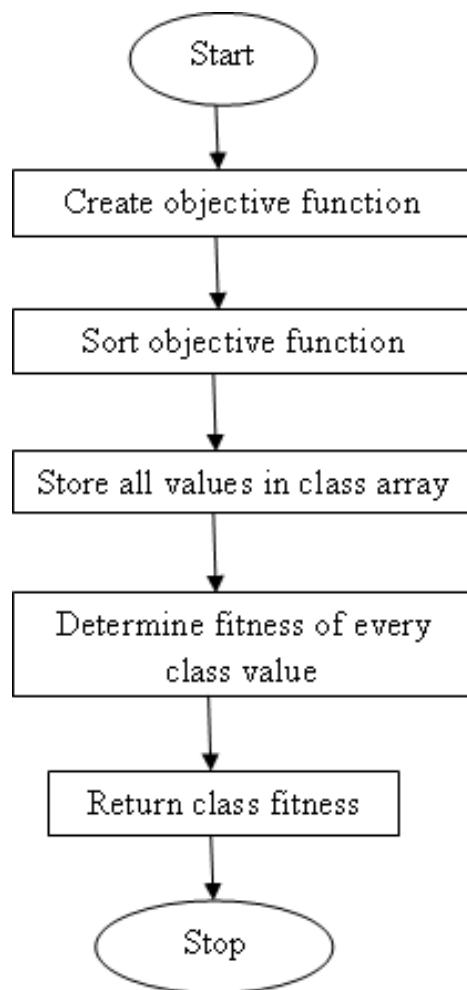 Start
Create objective function
Sort objective function
Store all values in class array
Determine fitness of every
class value
Return class fitness
Stop